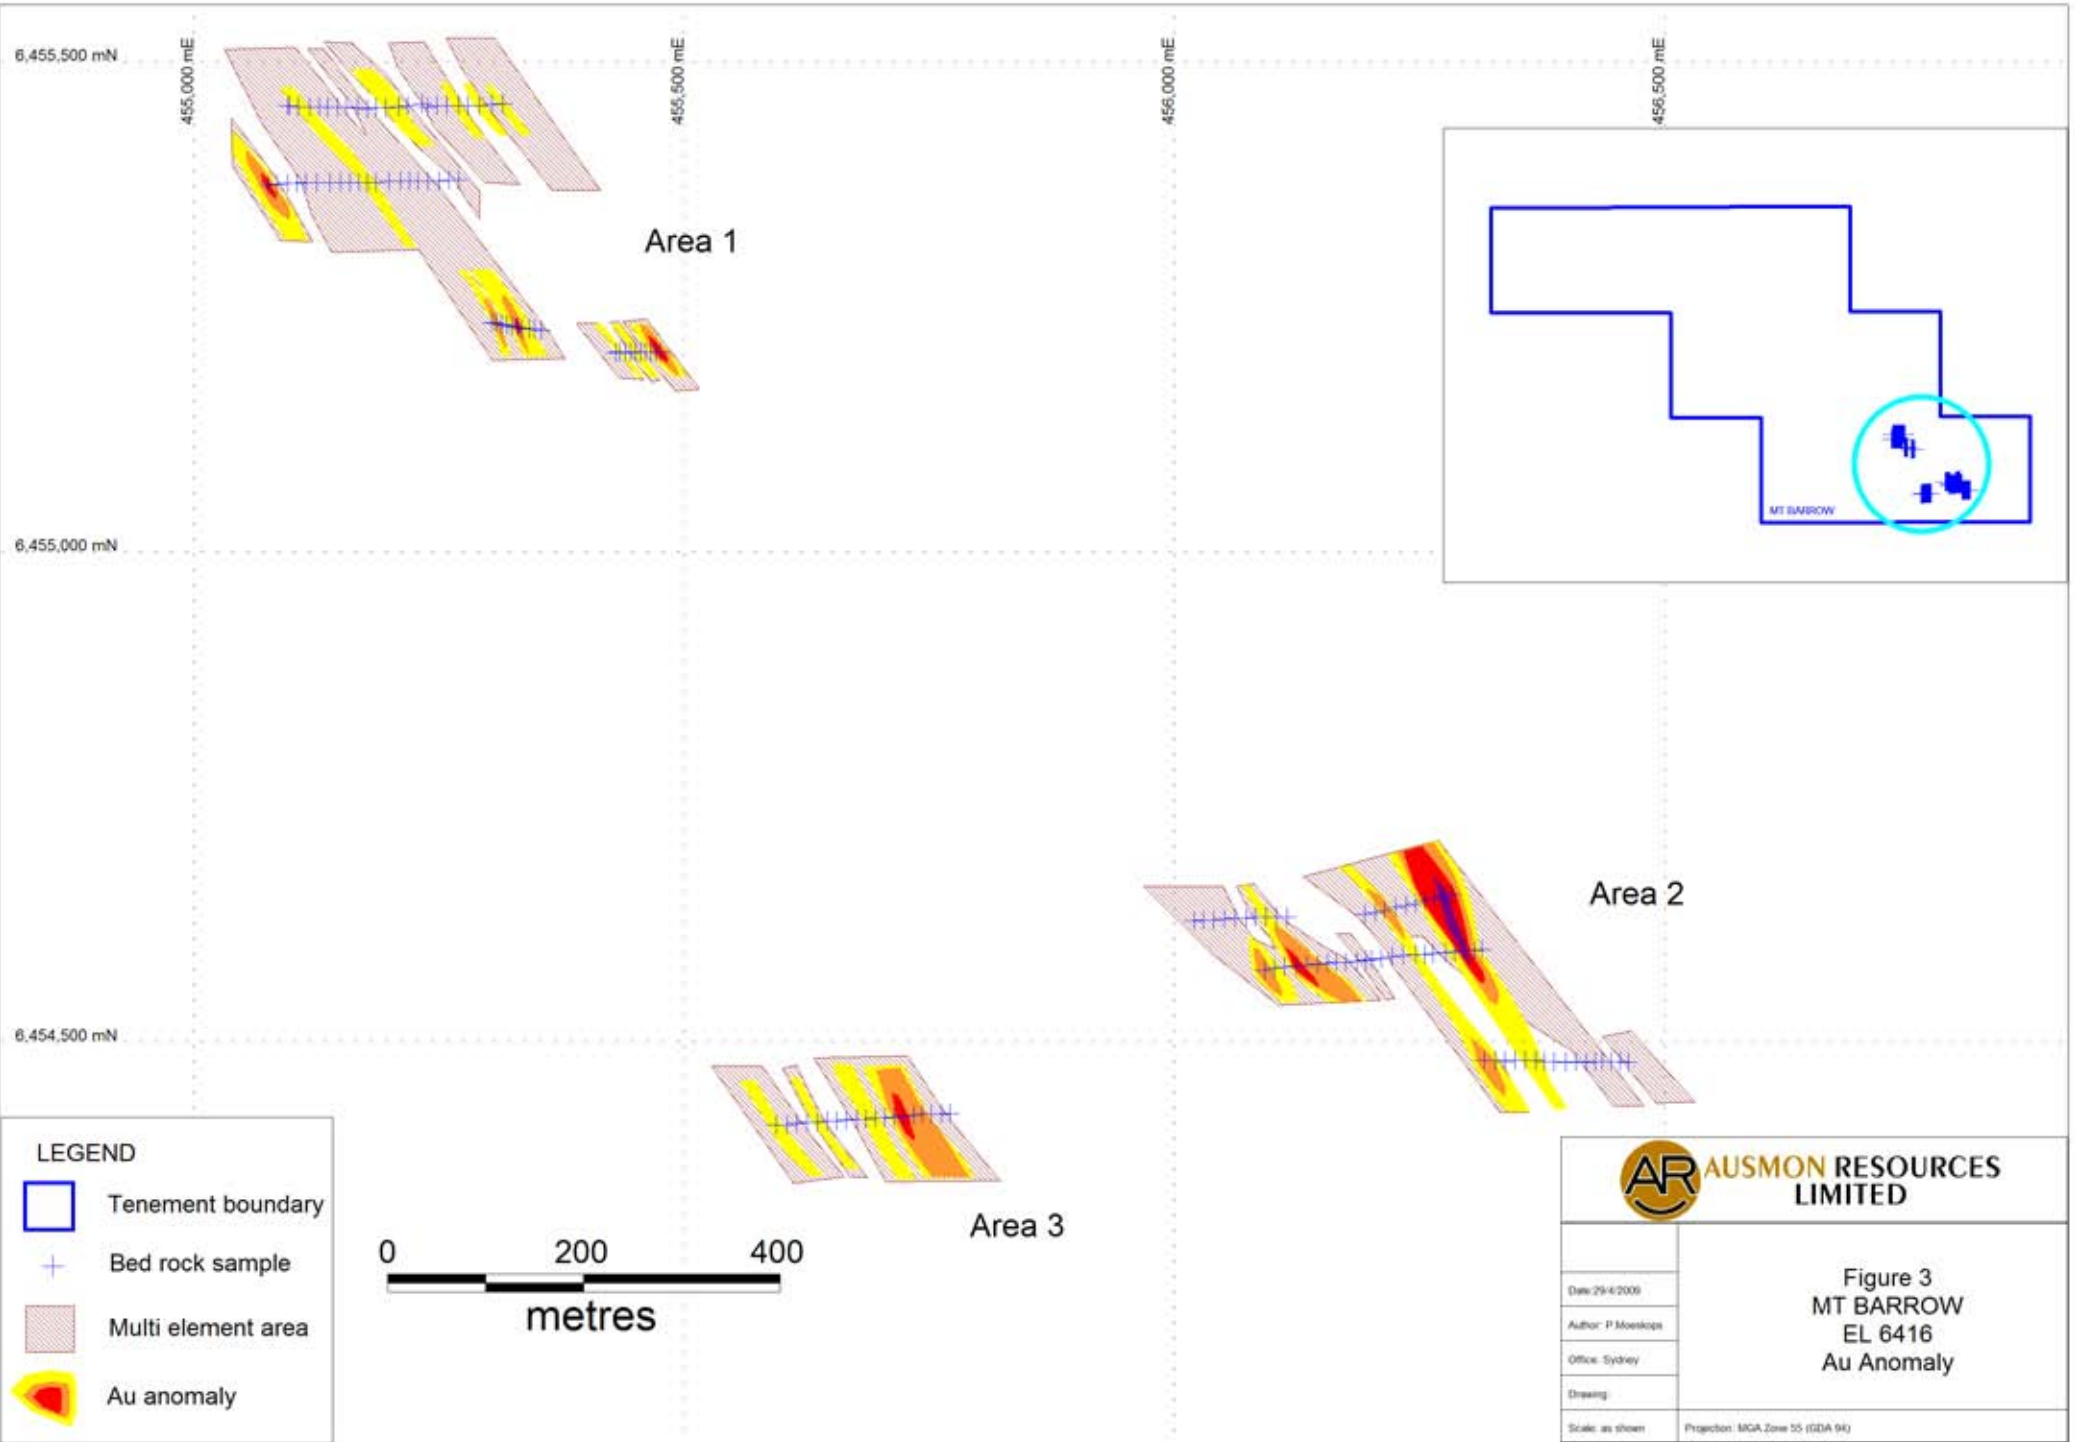 6,455,500 mN
455,000 mE
455,500 mE
456,000 mE
456,500 mE
Area 1
MT BARROW
6,455,000 mN
Area 2
6,454,500 mN
Area 3
LEGEND
Tenement boundary
Bed rock sample
Multi element area
Au anomaly
0 200 400
metres
AR AUSMON RESOURCES
LIMITED
Date:29/4/2009
Author: P.Moeskops
Office: Sydney
Drawing:
Scale: as shown
Figure 3
MT BARROW
EL 6416
Au Anomaly
Projection: MGA Zone 55 (GDA 94)